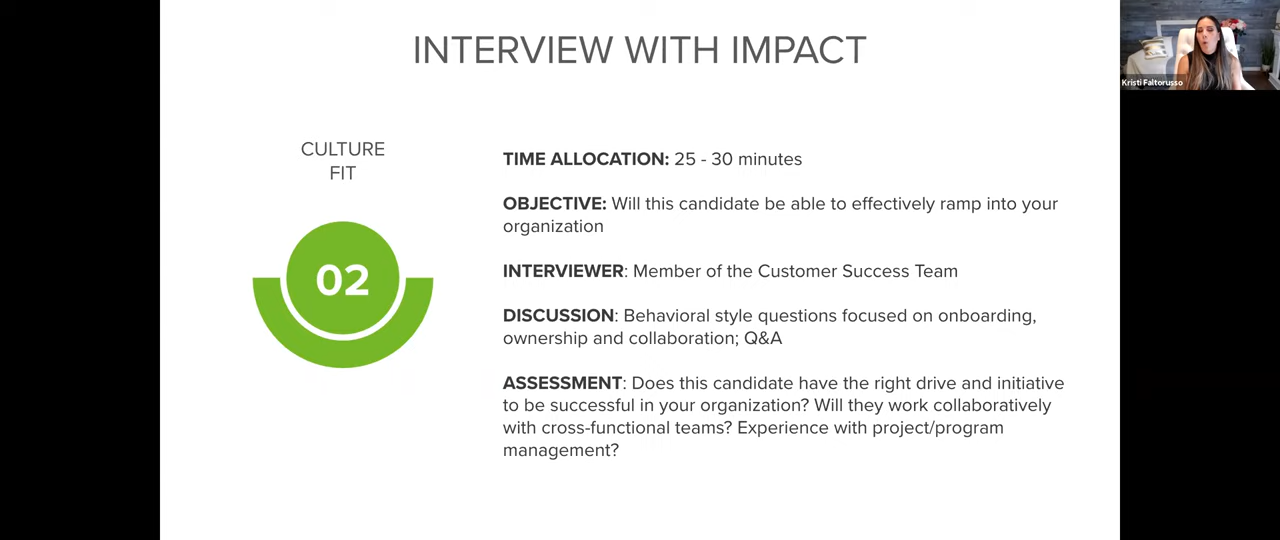 INTERVIEW WITH IMPACT
Kristi Faltorusso
CULTURE
FIT
02
TIME ALLOCATION: 25 - 30 minutes
OBJECTIVE: Will this candidate be able to effectively ramp into your
organization
INTERVIEWER: Member of the Customer Success Team
DISCUSSION: Behavioral style questions focused on onboarding,
ownership and collaboration; Q&A
ASSESSMENT: Does this candidate have the right drive and initiative
to be successful in your organization? Will they work collaboratively
with cross-functional teams? Experience with project/program
management?